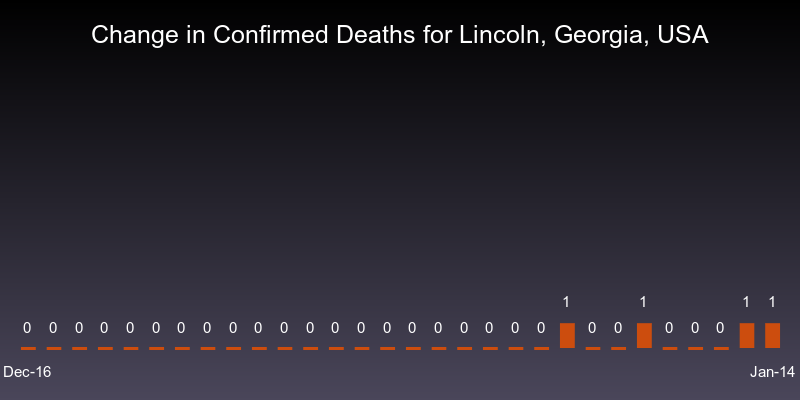 Change in Confirmed Deaths for Lincoln, Georgia, USA
1 1 1 1
0 0 0 0 0 0 0 0 0 0 0 0 0 0 0 0 0 0 0 0 0 0 0 0 0 0
Dec-16 Jan-14